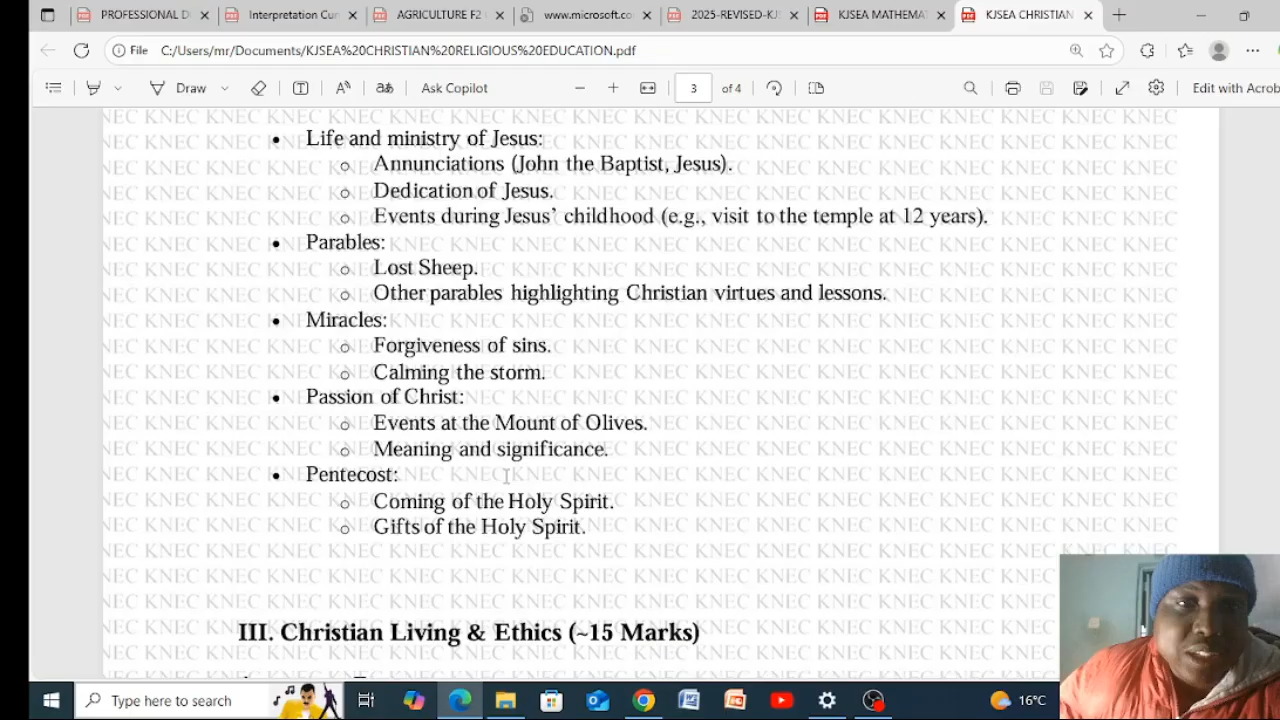 PROFESSIONAL D
Interpretation Cur
AGRICULTURE F2
www.microsoft.co
2025-REVISED-KJS
KJSEA MATHEMA
KJSEA CHRISTIAN
File C:/Users/mr/Documents/KJSEA%20CHRISTIAN%20RELIGIOUS%20EDUCATION.pdf
Draw
Ask Copilot
3 of 4
Edit with Acrob
• Life and ministry of Jesus:
o Annunciations (John the Baptist, Jesus).
o Dedication of Jesus.
o Events during Jesus’ childhood (e.g., visit to the temple at 12 years).
• Parables:
o Lost Sheep.
o Other parables highlighting Christian virtues and lessons.
• Miracles:
o Forgiveness of sins.
o Calming the storm.
• Passion of Christ:
o Events at the Mount of Olives.
o Meaning and significance.
• Pentecost:
o Coming of the Holy Spirit.
o Gifts of the Holy Spirit.
III. Christian Living & Ethics (~15 Marks)
Type here to search
16°C